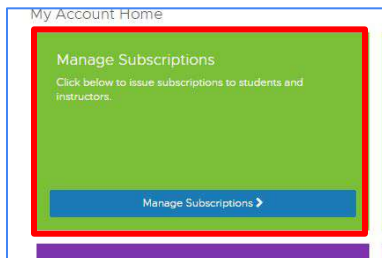 My Account Home
Manage Subscriptions
Click below to issue subscriptions to students and
instructors.
Manage Subscriptions